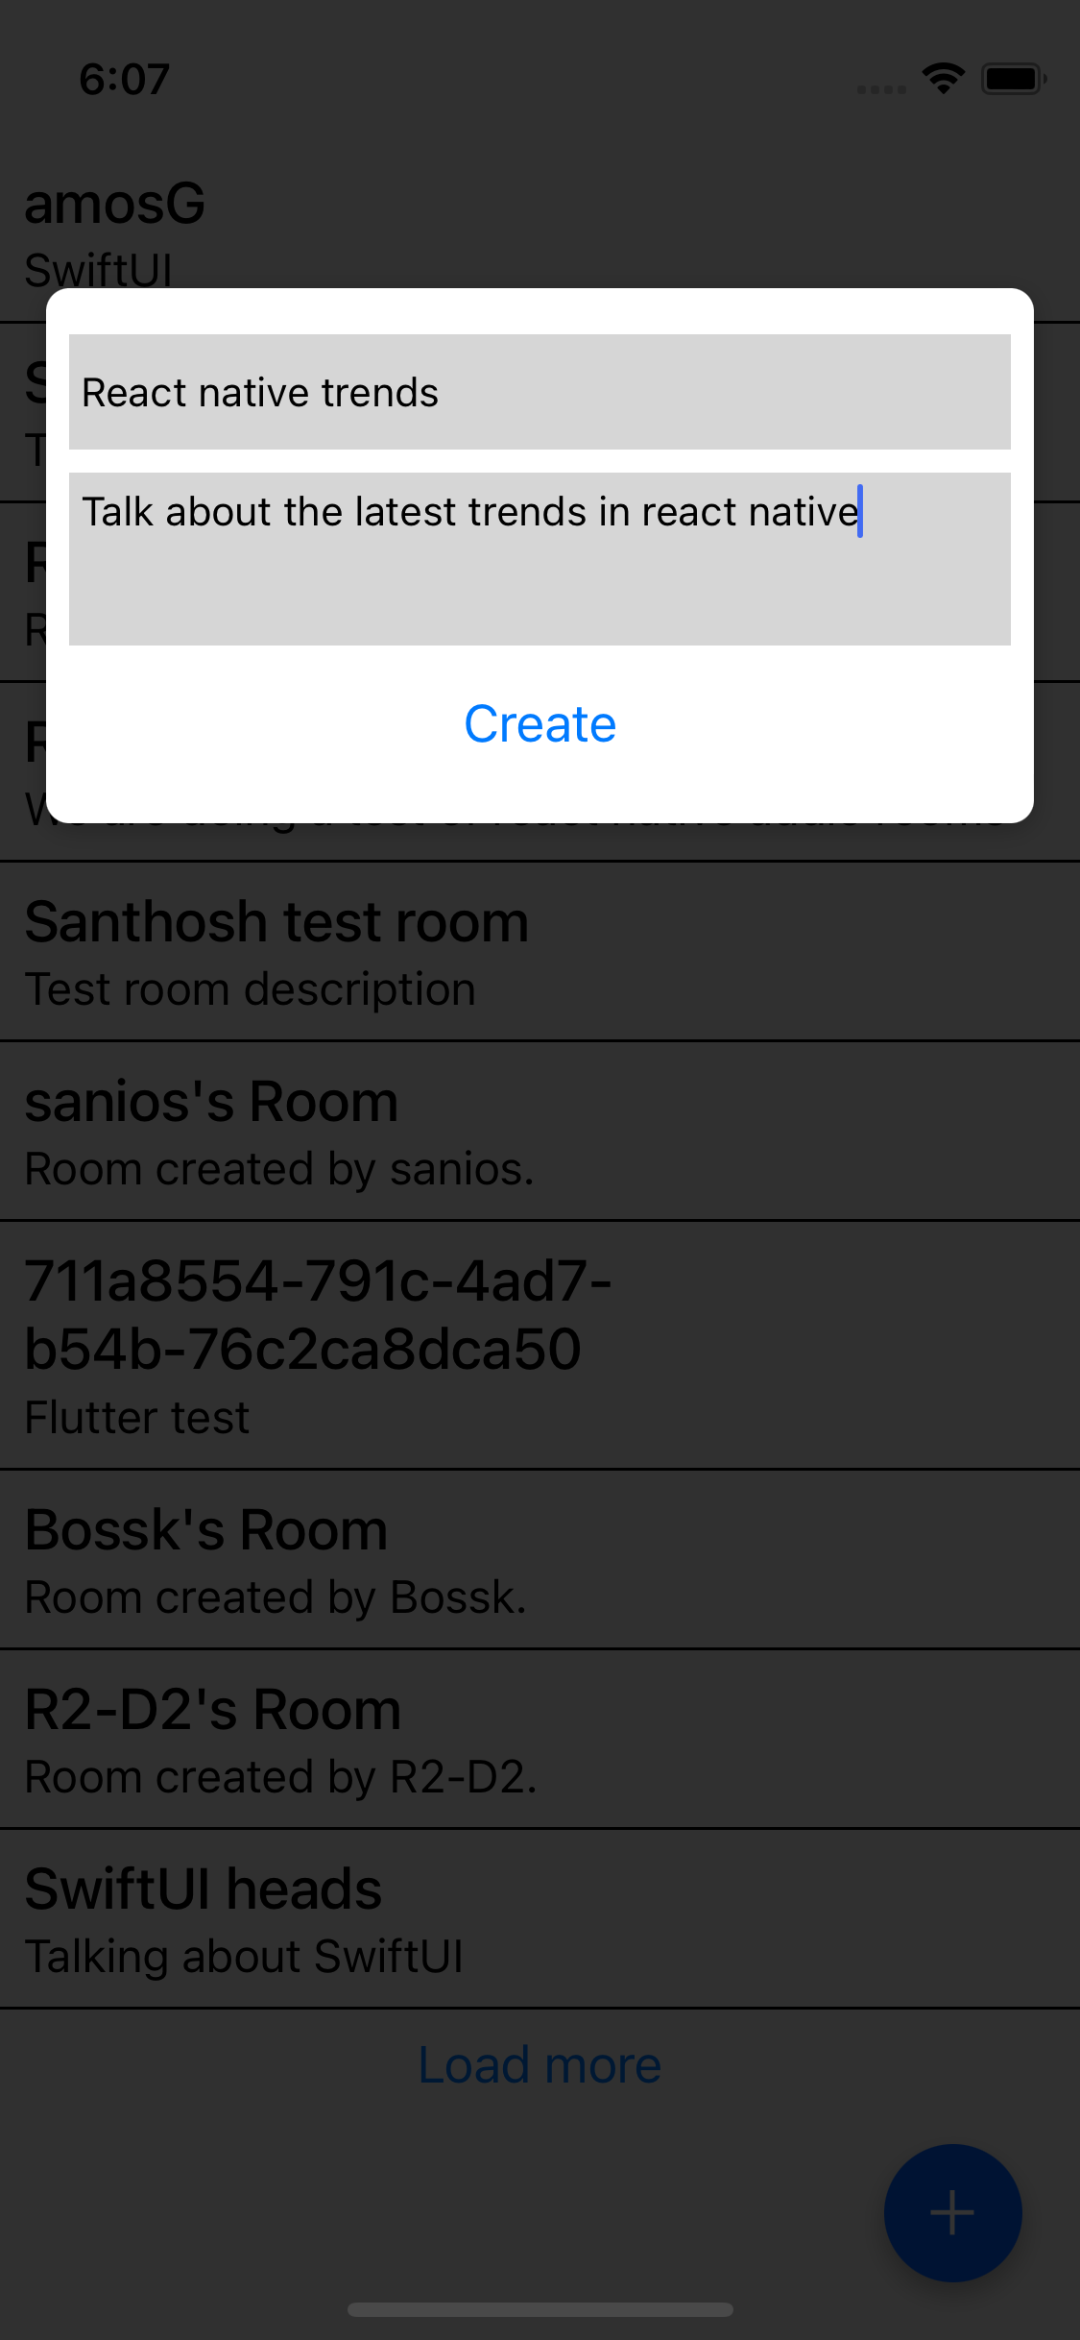 6:07
amosG
SwiftUI
React native trends
Talk about the latest trends in react native
Create
Santhosh test room
Test room description
sanios's Room
Room created by sanios.
711a8554-791c-4ad7-
b54b-76c2ca8dca50
Flutter test
Bossk's Room
Room created by Bossk.
R2-D2's Room
Room created by R2-D2.
SwiftUI heads
Talking about SwiftUI
Load more